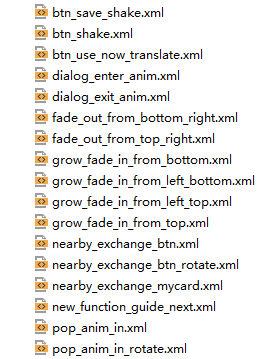 btn_save_shake.xml
btn_shake.xml
btn_use_now_translate.xml
dialog_enter_anim.xml
dialog_exit_anim.xml
fade_out_from_bottom_right.xml
fade_out_from_top_right.xml
grow_fade_in_from_bottom.xml
grow_fade_in_from_left_bottom.xml
grow_fade_in_from_left_top.xml
grow_fade_in_from_top.xml
nearby_exchange_btn.xml
nearby_exchange_btn_rotate.xml
nearby_exchange_mycard.xml
new_function_guide_next.xml
pop_anim_in.xml
pop_anim_in_rotate.xml